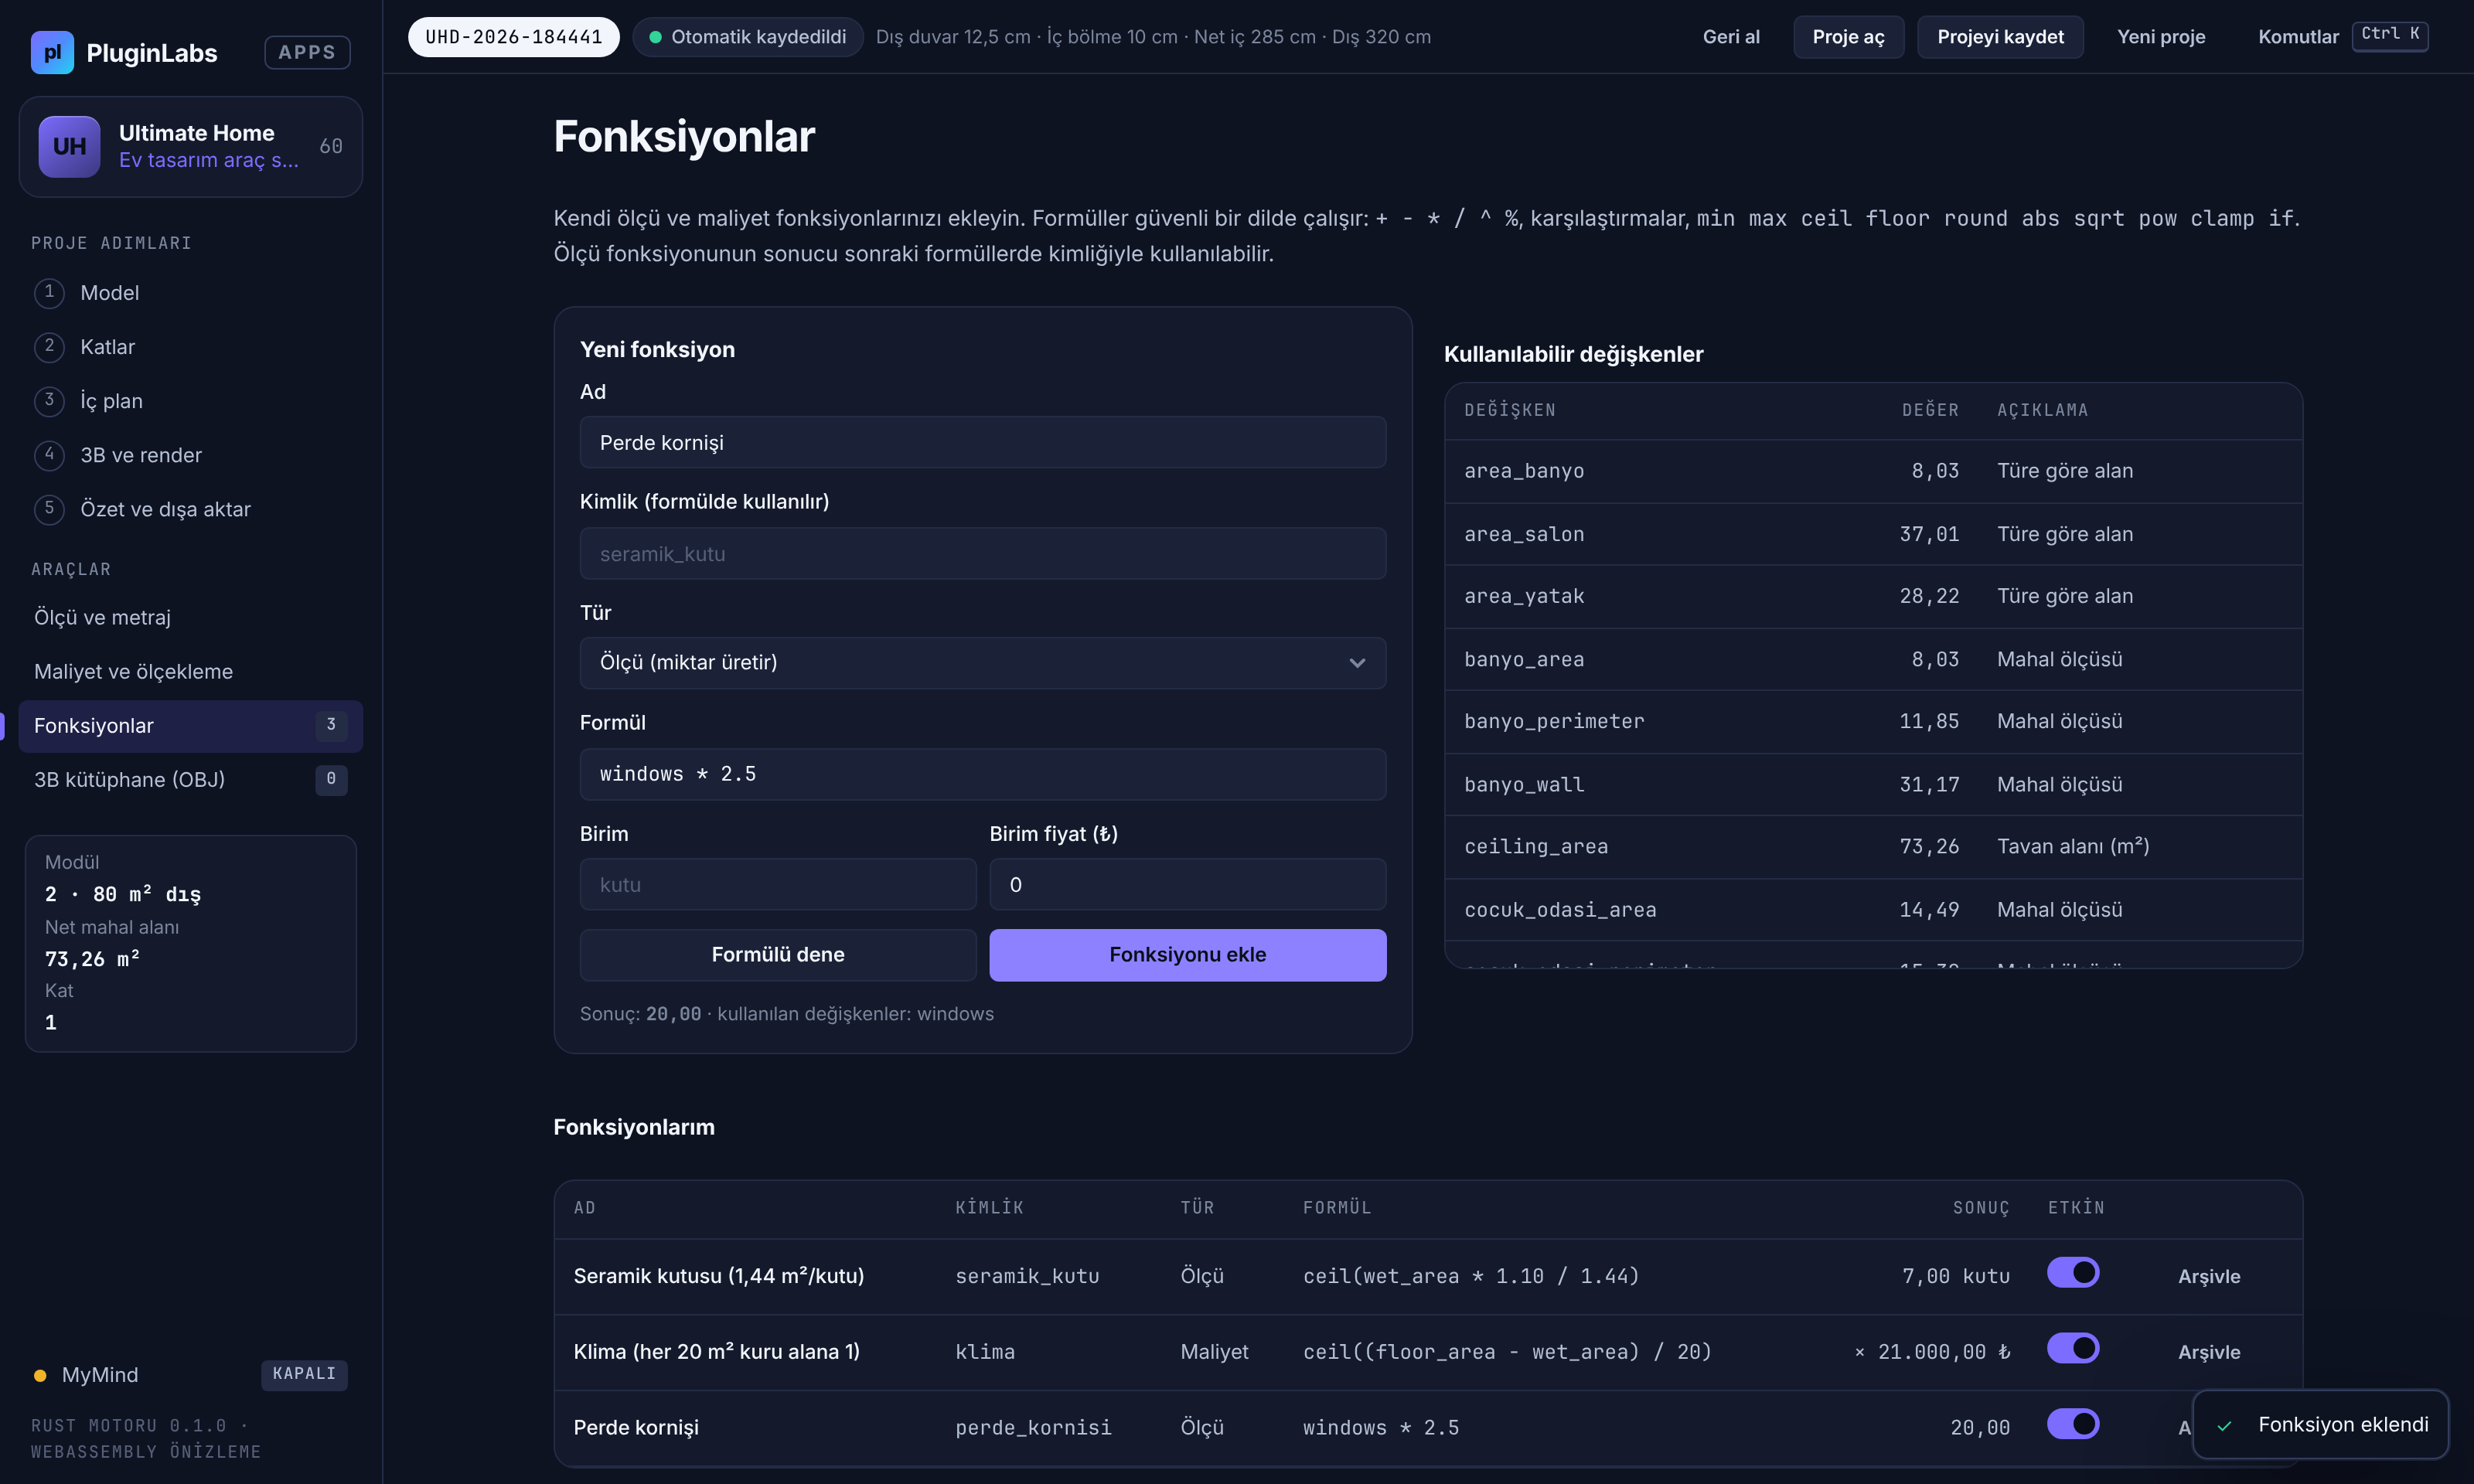 pl PluginLabs APPS
UH Ultimate Home 60
Ev tasarım araç s...
PROJE ADIMLARI
1 Model
2 Katlar
3 İç plan
4 3B ve render
5 Özet ve dışa aktar
ARAÇLAR
Ölçü ve metraj
Maliyet ve ölçekleme
Fonksiyonlar 3
3B kütüphane (OBJ) 0
Modül
2 · 80 m² dış
Net mahal alanı
73,26 m²
Kat
1
MyMind KAPALI
RUST MOTORU 0.1.0 ·
WEBASSEMBLY ÖNİZLEME
UHD-2026-184441 Otomatik kaydedildi Dış duvar 12,5 cm · İç bölme 10 cm · Net iç 285 cm · Dış 320 cm Geri al Proje aç Projeyi kaydet Yeni proje Komutlar Ctrl K
Fonksiyonlar
Kendi ölçü ve maliyet fonksiyonlarınızı ekleyin. Formüller güvenli bir dilde çalışır: + - * / ^ %, karşılaştırmalar, min max ceil floor round abs sqrt pow clamp if.
Ölçü fonksiyonunun sonucu sonraki formüllerde kimliğiyle kullanılabilir.
Yeni fonksiyon
Ad
Perde kornişi
Kimlik (formülde kullanılır)
seramik_kutu
Tür
Ölçü (miktar üretir)
Formül
windows * 2.5
Birim Birim fiyat (₺)
kutu 0
Formülü dene Fonksiyonu ekle
Sonuç: 20,00 · kullanılan değişkenler: windows
Kullanılabilir değişkenler
DEĞİŞKEN DEĞER AÇIKLAMA
area_banyo 8,03 Türe göre alan
area_salon 37,01 Türe göre alan
area_yatak 28,22 Türe göre alan
banyo_area 8,03 Mahal ölçüsü
banyo_perimeter 11,85 Mahal ölçüsü
banyo_wall 31,17 Mahal ölçüsü
ceiling_area 73,26 Tavan alanı (m²)
cocuk_odasi_area 14,49 Mahal ölçüsü
Fonksiyonlarım
AD KİMLİK TÜR FORMÜL SONUÇ ETKİN
Seramik kutusu (1,44 m²/kutu) seramik_kutu Ölçü ceil(wet_area * 1.10 / 1.44) 7,00 kutu Arşivle
Klima (her 20 m² kuru alana 1) klima Maliyet ceil((floor_area - wet_area) / 20) × 21.000,00 ₺ Arşivle
Perde kornişi perde_kornisi Ölçü windows * 2.5 20,00 A
Fonksiyon eklendi